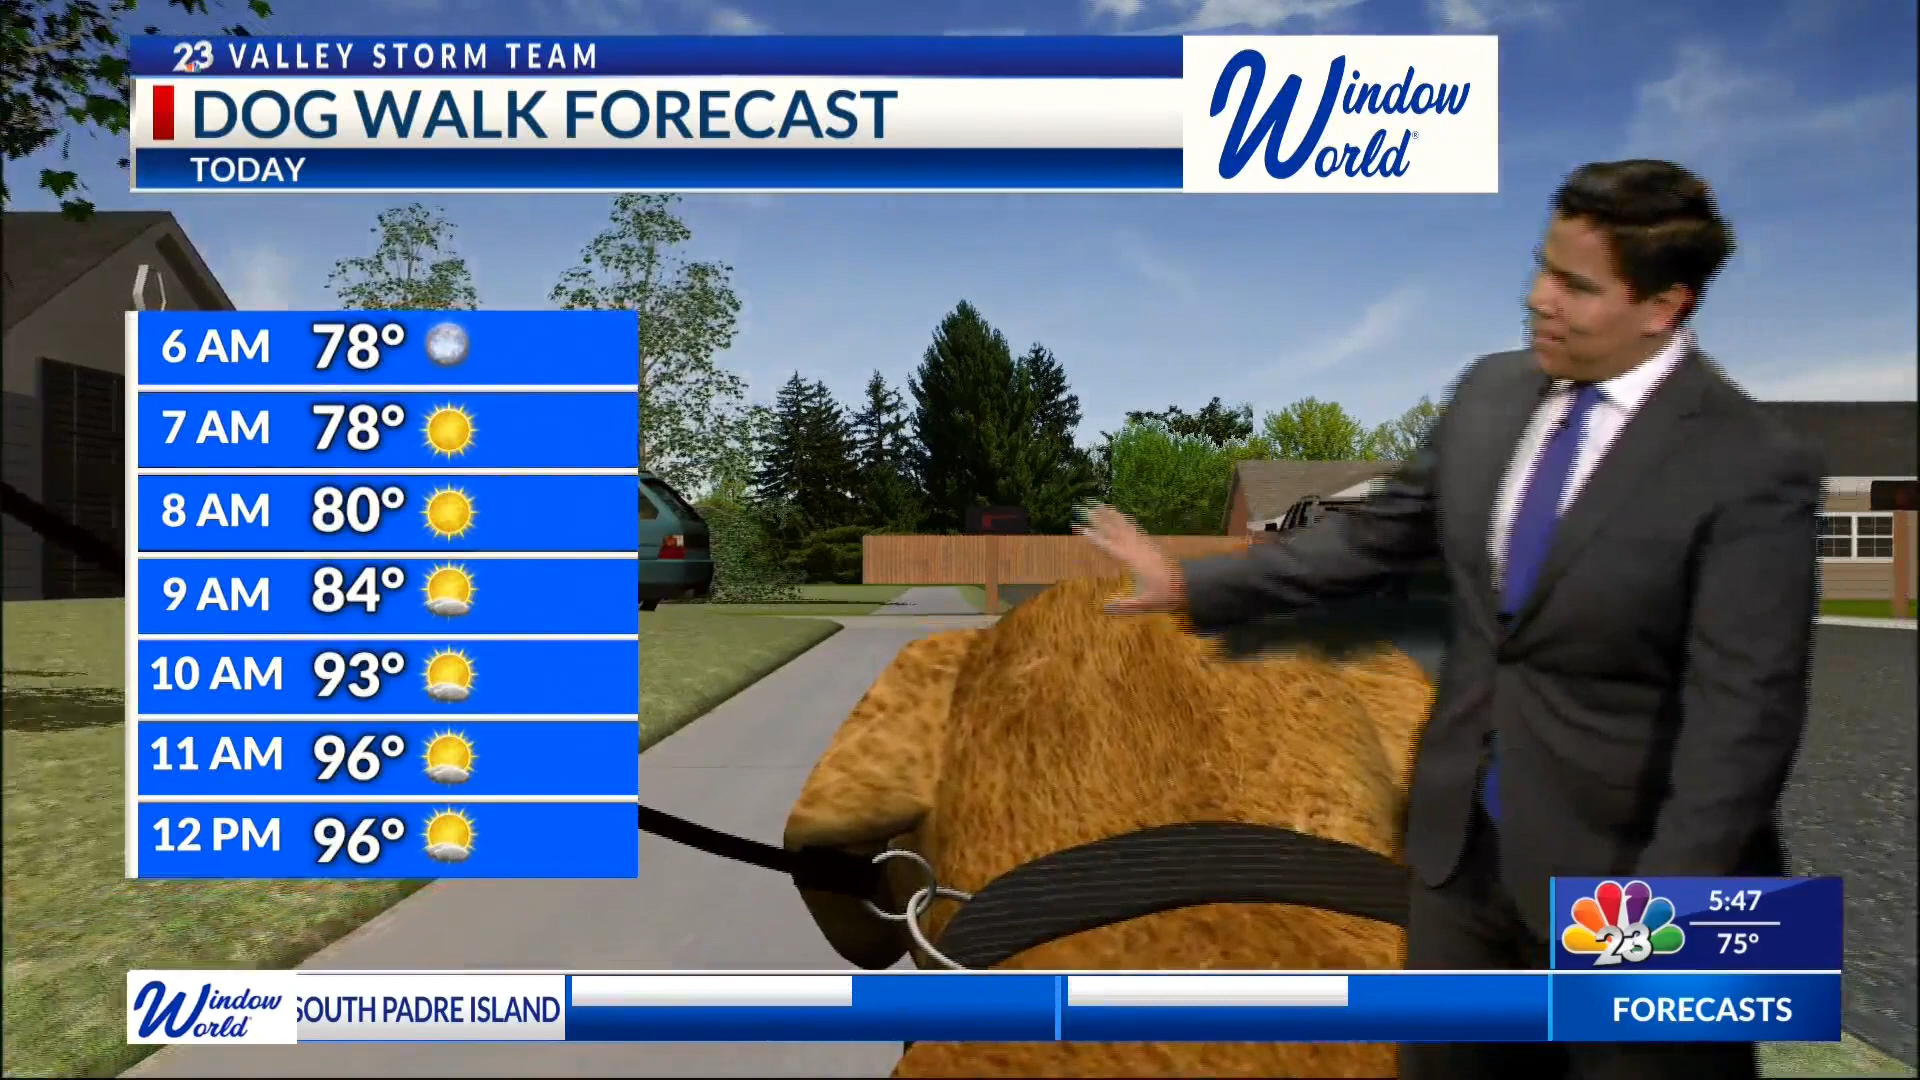 23 VALLEY STORM TEAM
DOG WALK FORECAST
TODAY
Window
World®
6 AM 78°
7 AM 78°
8 AM 80°
9 AM 84°
10 AM 93°
11 AM 96°
12 PM 96°
23
5:47
75°
Window
World
SOUTH PADRE ISLAND
FORECASTS